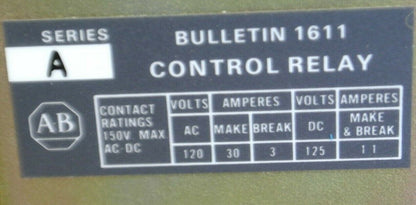 SERIES
A
BULLETIN 1611
CONTROL RELAY
AB
CONTACT
RATINGS
150V MAX
AC-DC
VOLTS AMPERES VOLTS AMPERES
AC MAKE BREAK DC MAKE & BREAK
120 30 3 125 1 1